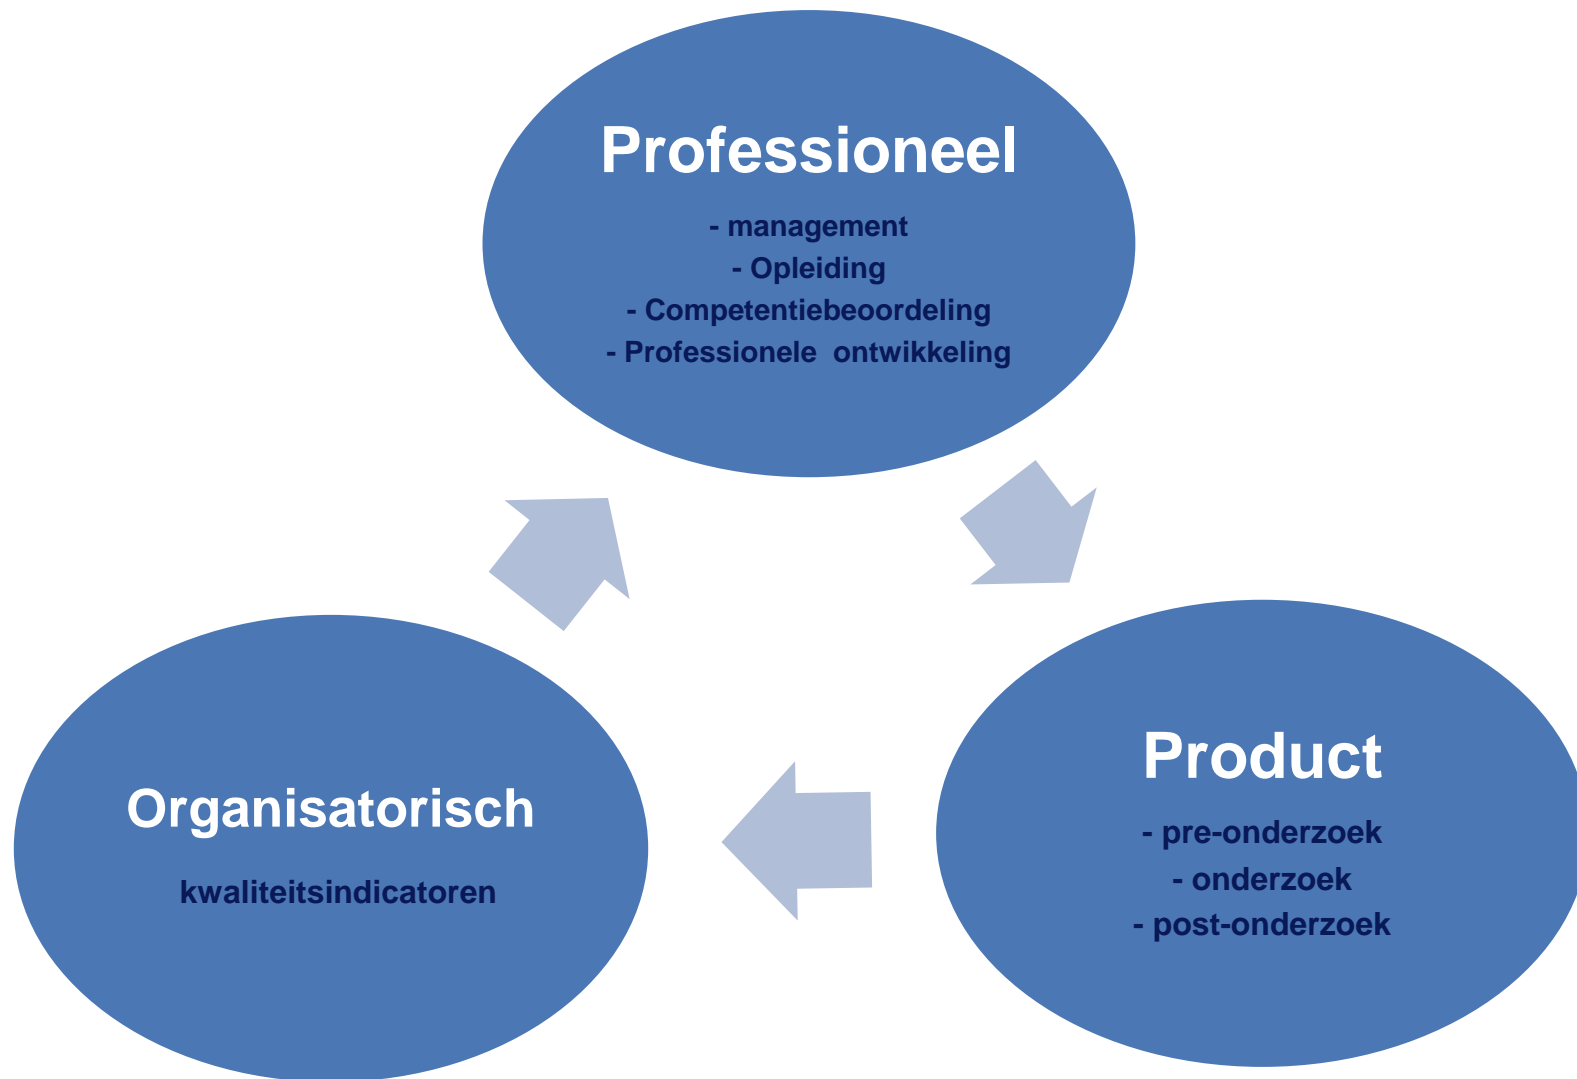 Professioneel
- management
- Opleiding
- Competentiebeoordeling
- Professionele ontwikkeling
Product
- pre-onderzoek
- onderzoek
- post-onderzoek
Organisatorisch
kwaliteitsindicatoren